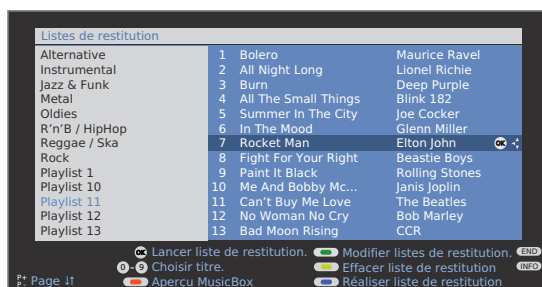 Listes de restitution
Alternative 1 Bolero Maurice Ravel
Instrumental 2 All Night Long Lionel Richie
Jazz & Funk 3 Burn Deep Purple
Metal 4 All The Small Things Blink 182
Oldies 5 Summer In The City Joe Cocker
R'n'B / HipHop 6 In The Mood Glenn Miller
Reggae / Ska 7 Rocket Man Elton John OK
Rock 8 Fight For Your Right Beastie Boys
Playlist 1 9 Paint It Black Rolling Stones
Playlist 10 10 Me And Bobby Mc... Janis Joplin
Playlist 11 11 Can't Buy Me Love The Beatles
Playlist 12 12 No Woman No Cry Bob Marley
Playlist 13 13 Bad Moon Rising CCR
OK Lancer liste de restitution. Modifier listes de restitution. END
0-9 Choisir titre. Effacer liste de restitution INFO
P+ P- Page ↓↑ Aperçu MusicBox Réaliser liste de restitution